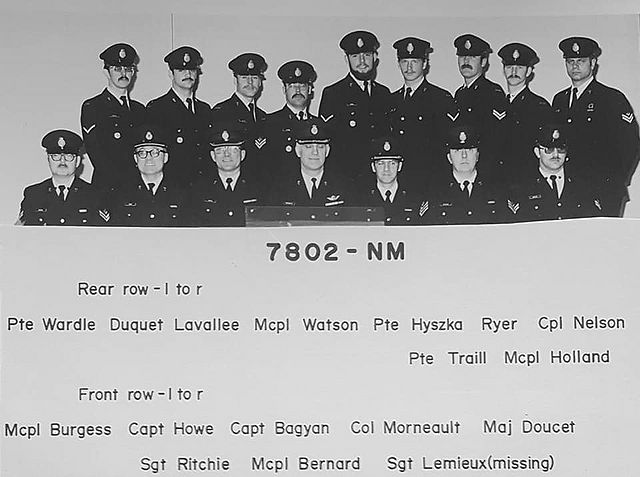 7802-NM
Rear row-l to r
Pte Wardle Duquet Lavallee Mcpl Watson Pte Hyszka Ryer Cpl Nelson
Pte Traill Mcpl Holland
Front row-l to r
Mcpl Burgess Capt Howe Capt Bagyan Col Morneault Maj Doucet
Sgt Ritchie Mcpl Bernard Sgt Lemieux(missing)